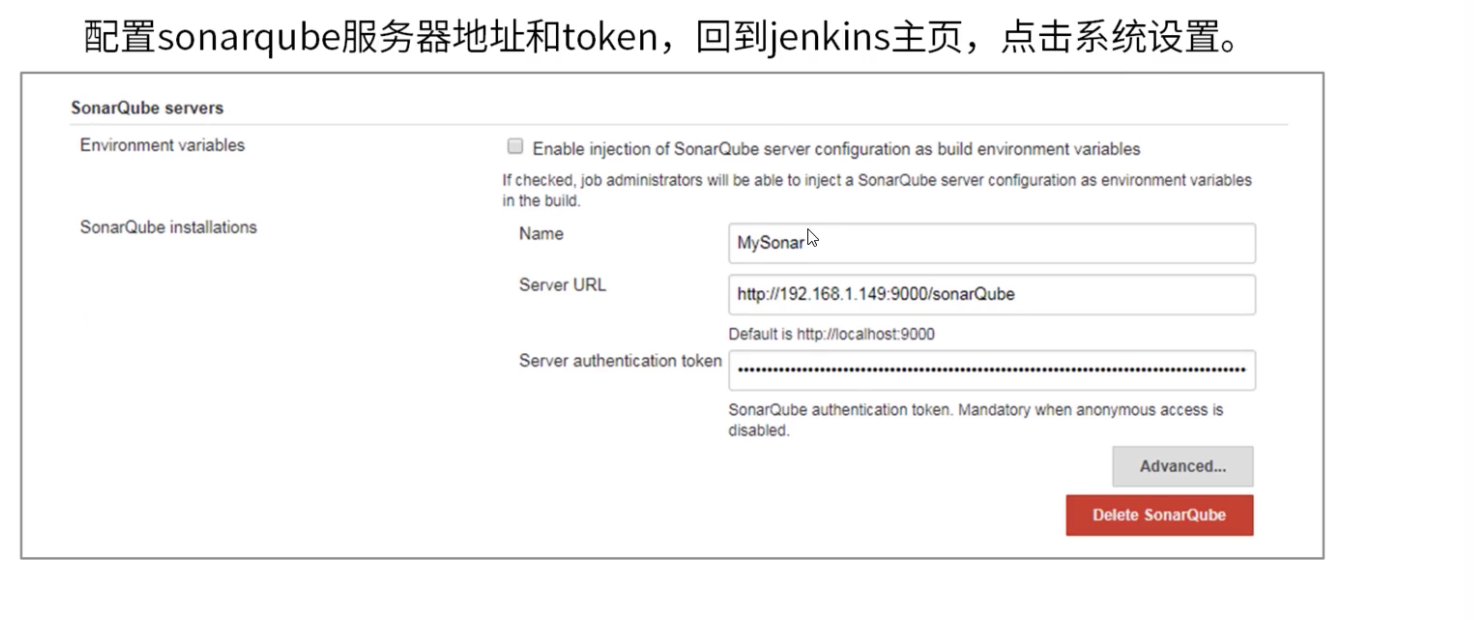 配置sonarqube服务器地址和token，回到jenkins主页，点击系统设置。
SonarQube servers
Environment variables
Enable injection of SonarQube server configuration as build environment variables
If checked, job administrators will be able to inject a SonarQube server configuration as environment variables
in the build.
SonarQube installations
Name
MySonar
Server URL
http://192.168.1.149:9000/sonarQube
Default is http://localhost:9000
Server authentication token
SonarQube authentication token. Mandatory when anonymous access is
disabled.
Advanced...
Delete SonarQube